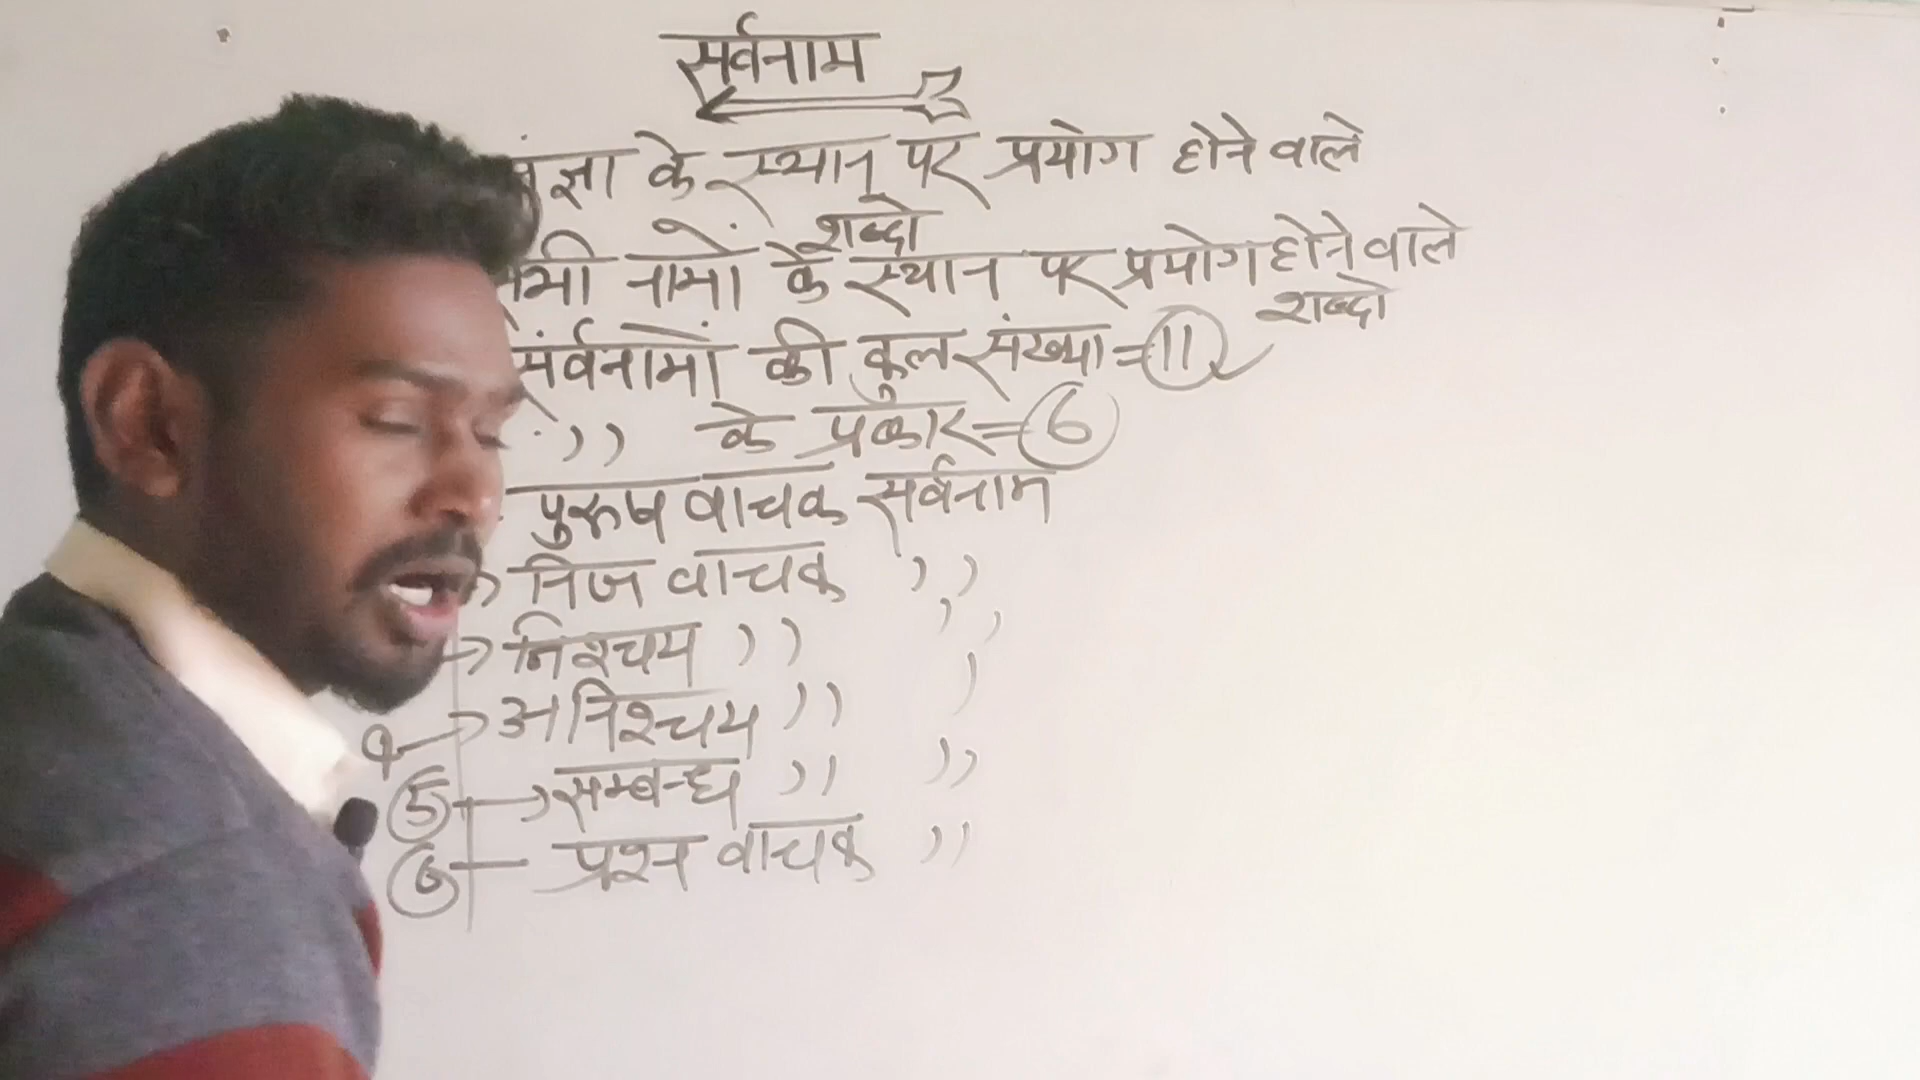 सर्वनाम
संज्ञा के स्थान पर प्रयोग होने वाले
शब्दो
सभी नामों के स्थान पर प्रयोग होने वाले
शब्दो
संर्वनामों की कुल संख्या = 11
,, के प्रकार = 6
पुरुष वाचक सर्वनाम
निज वाचक ,,
निश्चय ,, ,,
अनिश्चय ,, ,
5 सम्बन्ध ,, ,,
6 प्रश्न वाचक ,,